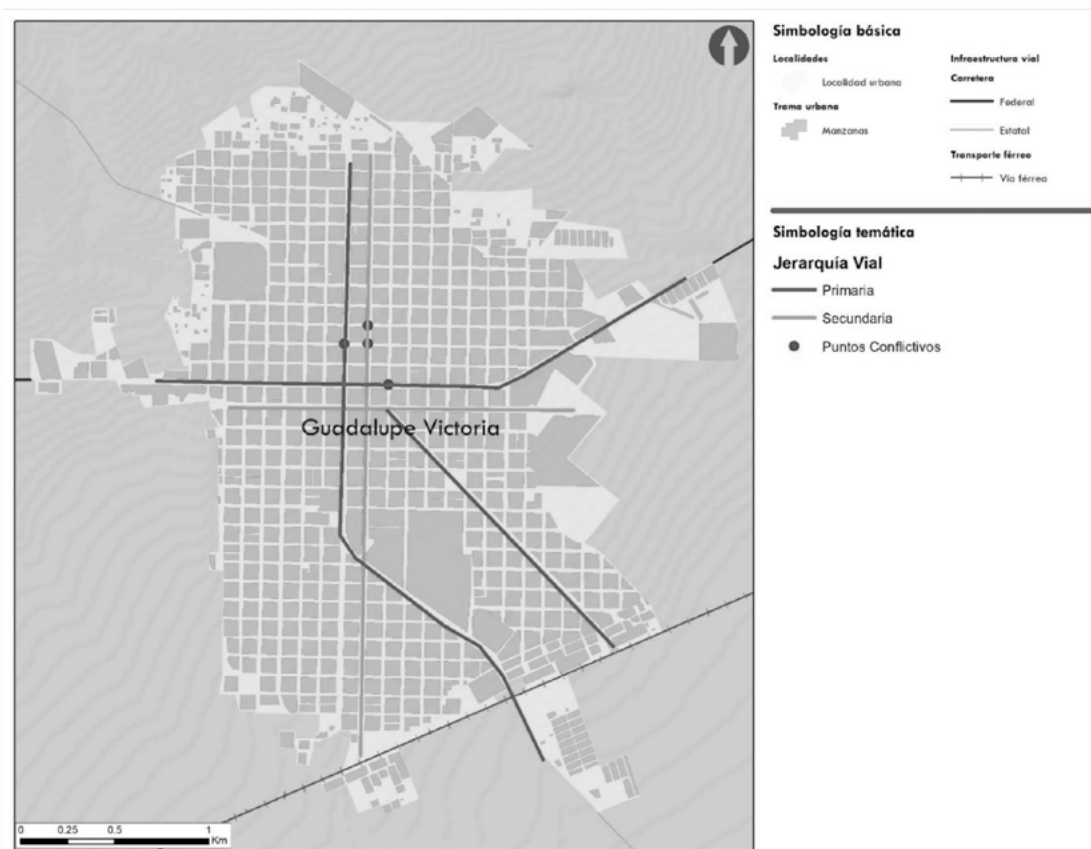 Simbología básica
Localidades
Localidad urbana
Trama urbana
Manzanas
Infraestructura vial
Carretera
Federal
Estatal
Transporte férreo
Vía férrea
Simbología temática
Jerarquía Vial
Primaria
Secundaria
Puntos Conflictivos
Guadalupe Victoria
0 0.25 0.5 1
Km